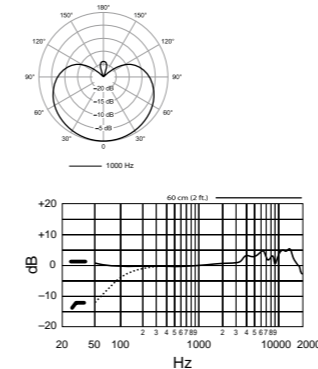 180°
150° 150°
120° 120°
90° 90°
–20 dB
–15 dB
60° –10 dB 60°
–5 dB
30° 30°
0
1000 Hz
60 cm (2 ft.)
+20
+10
dB
0
–10
–20
2 3 4 5 6 7 8 9 2 3 4 5 6 7 8 9
20 50 100 1000 10000 2000
Hz